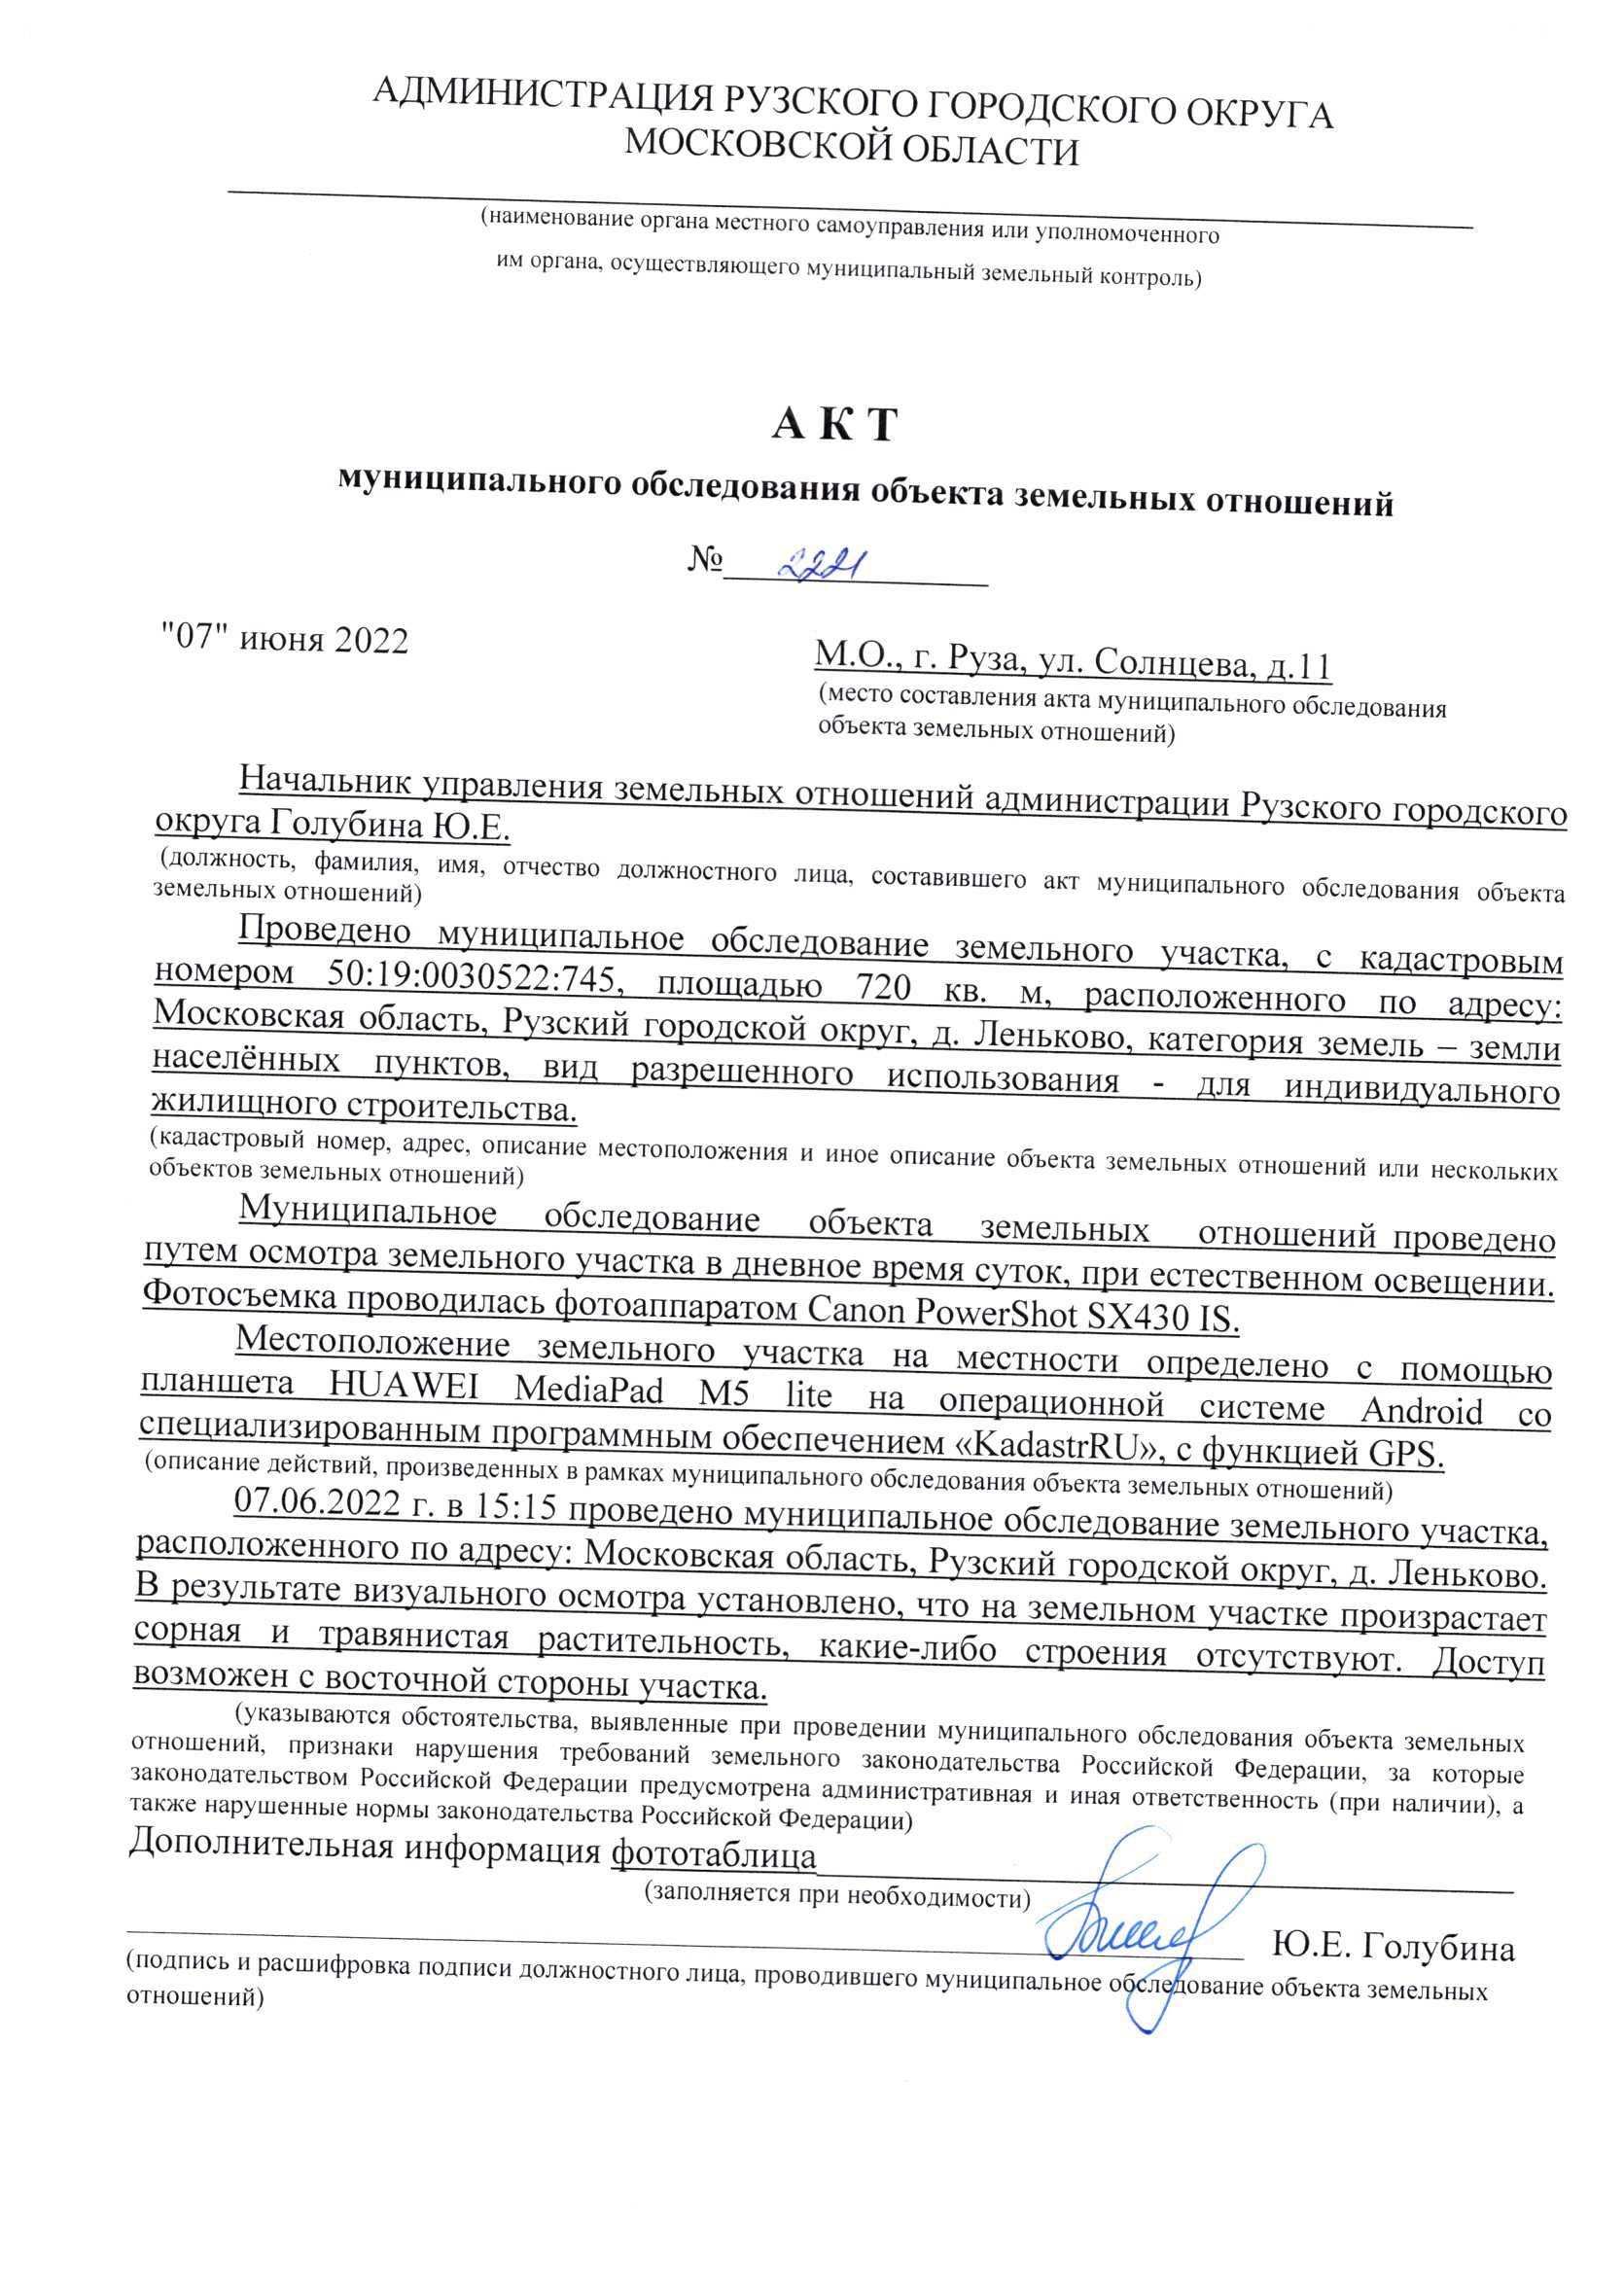 АДМИНИСТРАЦИЯ РУЗСКОГО ГОРОДСКОГО ОКРУГА
МОСКОВСКОЙ ОБЛАСТИ
(наименование органа местного самоуправления или уполномоченного
им органа, осуществляющего муниципальный земельный контроль)
А К Т
муниципального обследования объекта земельных отношений
№ 2221
"07" июня 2022
М.О., г. Руза, ул. Солнцева, д.11
(место составления акта муниципального обследования
объекта земельных отношений)
Начальник управления земельных отношений администрации Рузского городского
округа Голубина Ю.Е.
(должность, фамилия, имя, отчество должностного лица, составившего акт муниципального обследования объекта
земельных отношений)
Проведено муниципальное обследование земельного участка, с кадастровым
номером 50:19:0030522:745, площадью 720 кв. м, расположенного по адресу:
Московская область, Рузский городской округ, д. Леньково, категория земель – земли
населённых пунктов, вид разрешенного использования - для индивидуального
жилищного строительства.
(кадастровый номер, адрес, описание местоположения и иное описание объекта земельных отношений или нескольких
объектов земельных отношений)
Муниципальное обследование объекта земельных отношений проведено
путем осмотра земельного участка в дневное время суток, при естественном освещении.
Фотосъемка проводилась фотоаппаратом Canon PowerShot SX430 IS.
Местоположение земельного участка на местности определено с помощью
планшета HUAWEI MediaPad M5 lite на операционной системе Android со
специализированным программным обеспечением «KadastrRU», с функцией GPS.
(описание действий, произведенных в рамках муниципального обследования объекта земельных отношений)
07.06.2022 г. в 15:15 проведено муниципальное обследование земельного участка,
расположенного по адресу: Московская область, Рузский городской округ, д. Леньково.
В результате визуального осмотра установлено, что на земельном участке произрастает
сорная и травянистая растительность, какие-либо строения отсутствуют. Доступ
возможен с восточной стороны участка.
(указываются обстоятельства, выявленные при проведении муниципального обследования объекта земельных
отношений, признаки нарушения требований земельного законодательства Российской Федерации, за которые
законодательством Российской Федерации предусмотрена административная и иная ответственность (при наличии), а
также нарушенные нормы законодательства Российской Федерации)
Дополнительная информация фототаблица
(заполняется при необходимости)
Ю.Е. Голубина
(подпись и расшифровка подписи должностного лица, проводившего муниципальное обследование объекта земельных
отношений)